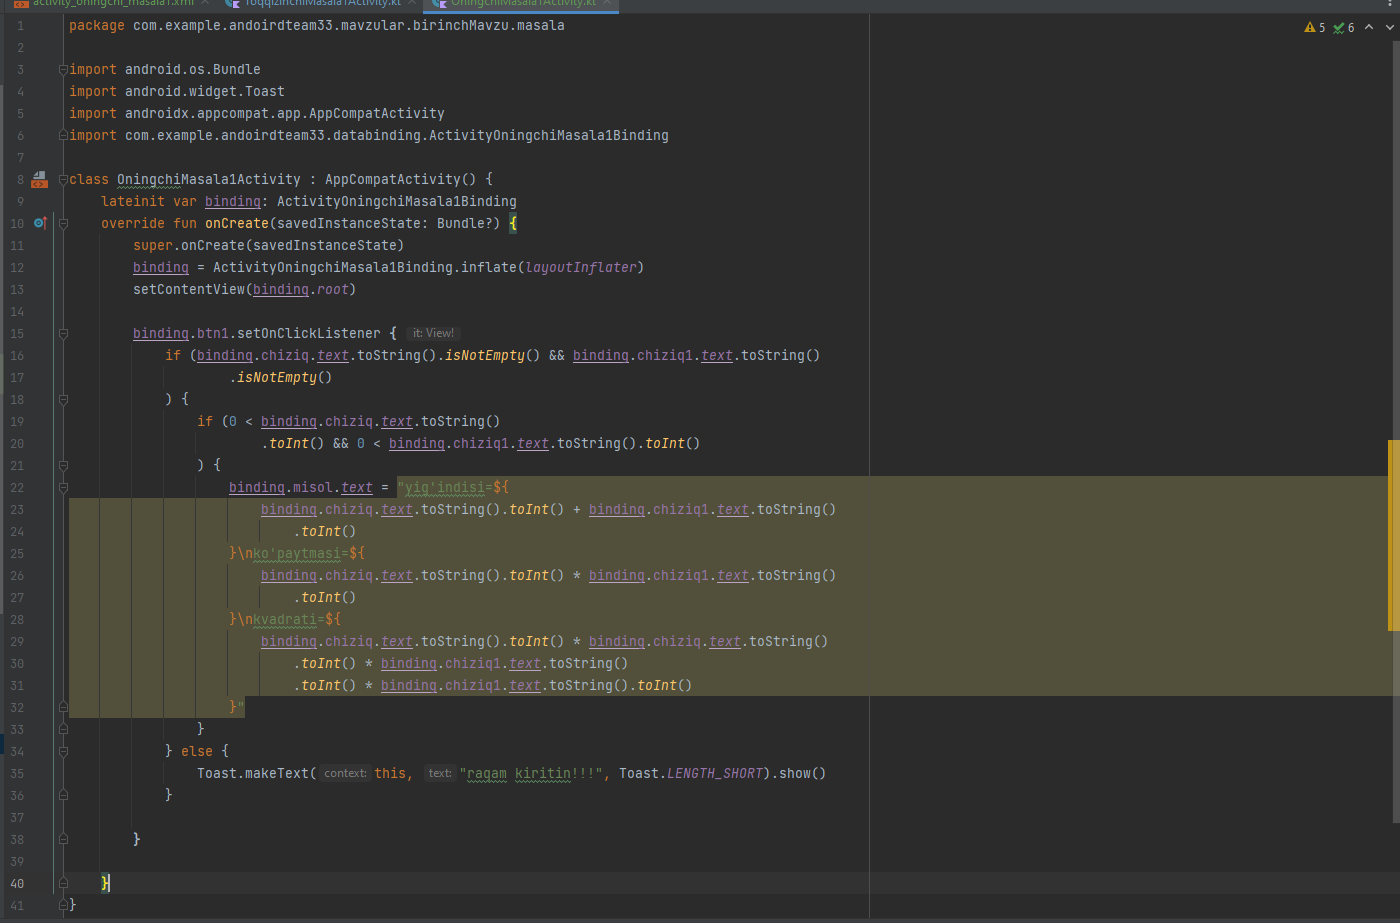 activity_oningchi_masala1.xml ToqqizinchiMasala1Activity.kt OningchiMasala1Activity.kt
5 6
1 package com.example.andoirdteam33.mavzular.birinchMavzu.masala
2
3 import android.os.Bundle
4 import android.widget.Toast
5 import androidx.appcompat.app.AppCompatActivity
6 import com.example.andoirdteam33.databinding.ActivityOningchiMasala1Binding
7
8 class OningchiMasala1Activity : AppCompatActivity() {
9 lateinit var binding: ActivityOningchiMasala1Binding
10 override fun onCreate(savedInstanceState: Bundle?) {
11 super.onCreate(savedInstanceState)
12 binding = ActivityOningchiMasala1Binding.inflate(layoutInflater)
13 setContentView(binding.root)
14
15 binding.btn1.setOnClickListener { it: View!
16 if (binding.chiziq.text.toString().isNotEmpty() && binding.chiziq1.text.toString()
17 .isNotEmpty()
18 ) {
19 if (0 < binding.chiziq.text.toString()
20 .toInt() && 0 < binding.chiziq1.text.toString().toInt()
21 ) {
22 binding.misol.text = "yig'indisi=${
23 binding.chiziq.text.toString().toInt() + binding.chiziq1.text.toString()
24 .toInt()
25 }\nko'paytmasi=${
26 binding.chiziq.text.toString().toInt() * binding.chiziq1.text.toString()
27 .toInt()
28 }\nkvadrati=${
29 binding.chiziq.text.toString().toInt() * binding.chiziq.text.toString()
30 .toInt() * binding.chiziq1.text.toString()
31 .toInt() * binding.chiziq1.text.toString().toInt()
32 }"
33 }
34 } else {
35 Toast.makeText( context: this, text: "raqam kiritin!!!", Toast.LENGTH_SHORT).show()
36 }
37
38 }
39
40 }
41 }